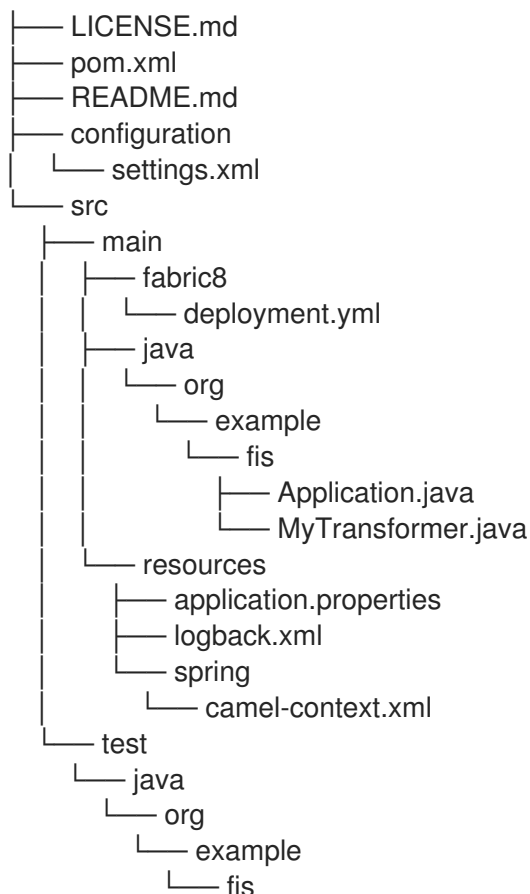 ├── LICENSE.md
├── pom.xml
├── README.md
├── configuration
│   └── settings.xml
└── src
    ├── main
    │   ├── fabric8
    │   │   └── deployment.yml
    │   ├── java
    │   │   └── org
    │   │       └── example
    │   │           └── fis
    │   │               ├── Application.java
    │   │               └── MyTransformer.java
    │   └── resources
    │       ├── application.properties
    │       ├── logback.xml
    │       └── spring
    │           └── camel-context.xml
    └── test
        └── java
            └── org
                └── example
                    └── fis